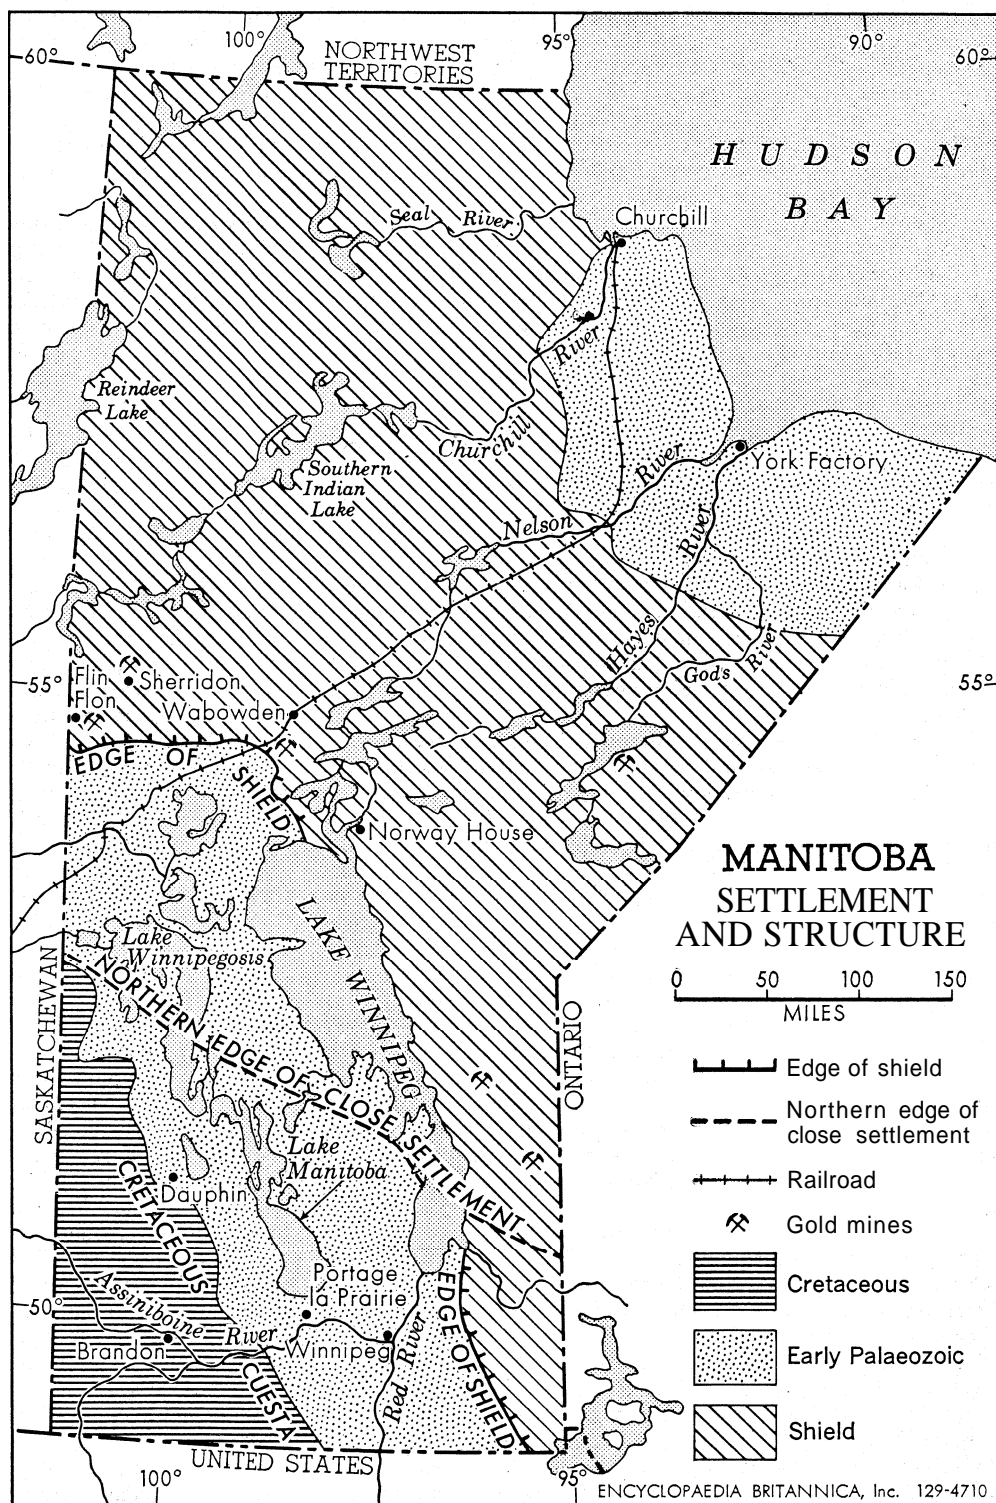 100°
95°
90°
60°
60°
NORTHWEST
TERRITORIES
HUDSON
BAY
Seal River
Churchill
River
Reindeer
Lake
Churchill
Southern
Indian
Lake
River
York Factory
Nelson
River
Hayes
God's River
55°
55°
Flin
Flon
Sherridon
Wabowden
EDGE OF SHIELD
Norway House
MANITOBA
SETTLEMENT
AND STRUCTURE
0 50 100 150
MILES
LAKE WINNIPEG
Lake
Winnipegosis
SASKATCHEWAN
ONTARIO
NORTHERN EDGE OF CLOSE SETTLEMENT
Edge of shield
Northern edge of
close settlement
Railroad
Gold mines
Cretaceous
Early Palaeozoic
Shield
Lake
Manitoba
Dauphin
CRETACEOUS
CUESTA
Portage
la Prairie
50°
Assiniboine River
Brandon
Winnipeg
Red River
EDGE OF SHIELD
UNITED STATES
100°
95°
ENCYCLOPAEDIA BRITANNICA, Inc. 129-4710